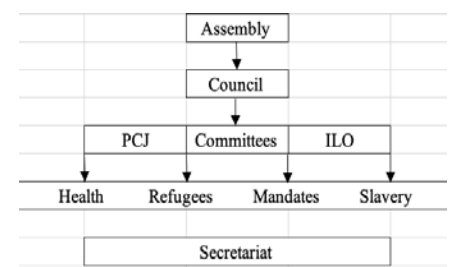 Assembly
Council
PCJ Committees ILO
Health Refugees Mandates Slavery
Secretariat